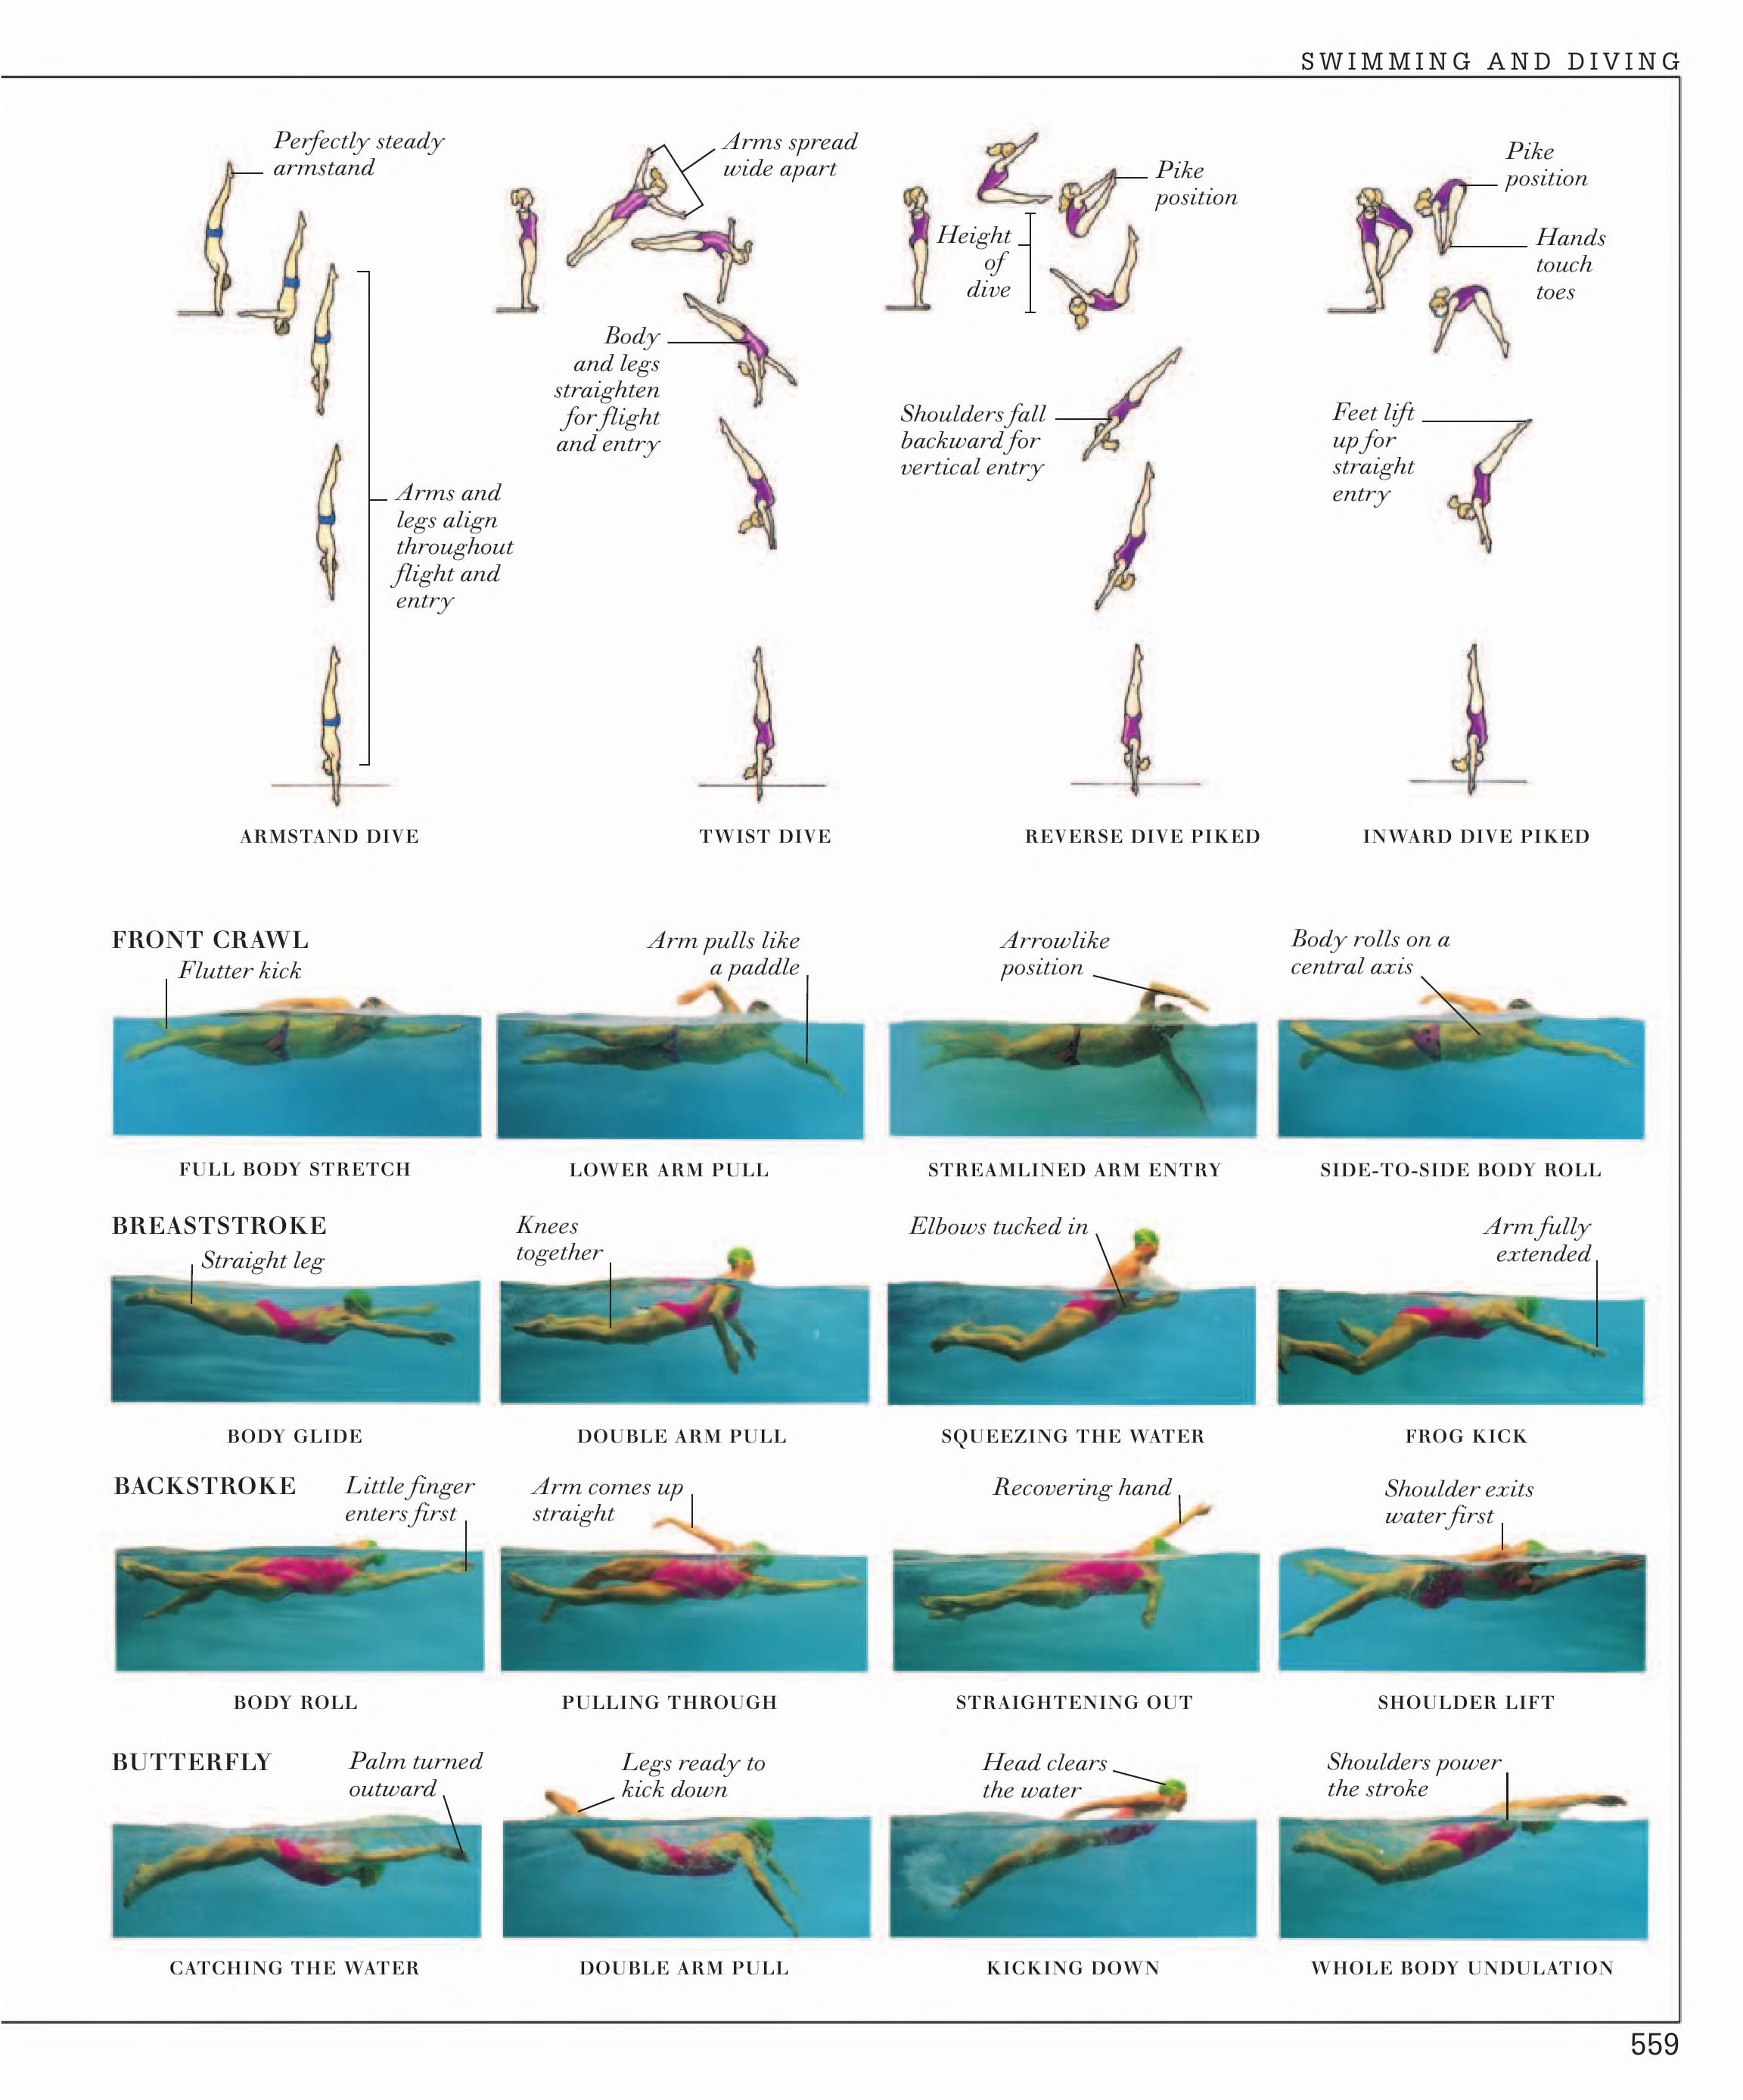 SWIMMING AND DIVING
Perfectly steady
armstand
Arms spread
wide apart
Pike
position
Pike
position
Height
of
dive
Hands
touch
toes
Body
and legs
straighten
for flight
and entry
Shoulders fall
backward for
vertical entry
Feet lift
up for
straight
entry
Arms and
legs align
throughout
flight and
entry
ARMSTAND DIVE
TWIST DIVE
REVERSE DIVE PIKED
INWARD DIVE PIKED
FRONT CRAWL
Flutter kick
Arm pulls like
a paddle
Arrowlike
position
Body rolls on a
central axis
FULL BODY STRETCH
LOWER ARM PULL
STREAMLINED ARM ENTRY
SIDE-TO-SIDE BODY ROLL
BREASTSTROKE
Straight leg
Knees
together
Elbows tucked in
Arm fully
extended
BODY GLIDE
DOUBLE ARM PULL
SQUEEZING THE WATER
FROG KICK
BACKSTROKE
Little finger
enters first
Arm comes up
straight
Recovering hand
Shoulder exits
water first
BODY ROLL
PULLING THROUGH
STRAIGHTENING OUT
SHOULDER LIFT
BUTTERFLY
Palm turned
outward
Legs ready to
kick down
Head clears
the water
Shoulders power
the stroke
CATCHING THE WATER
DOUBLE ARM PULL
KICKING DOWN
WHOLE BODY UNDULATION
559